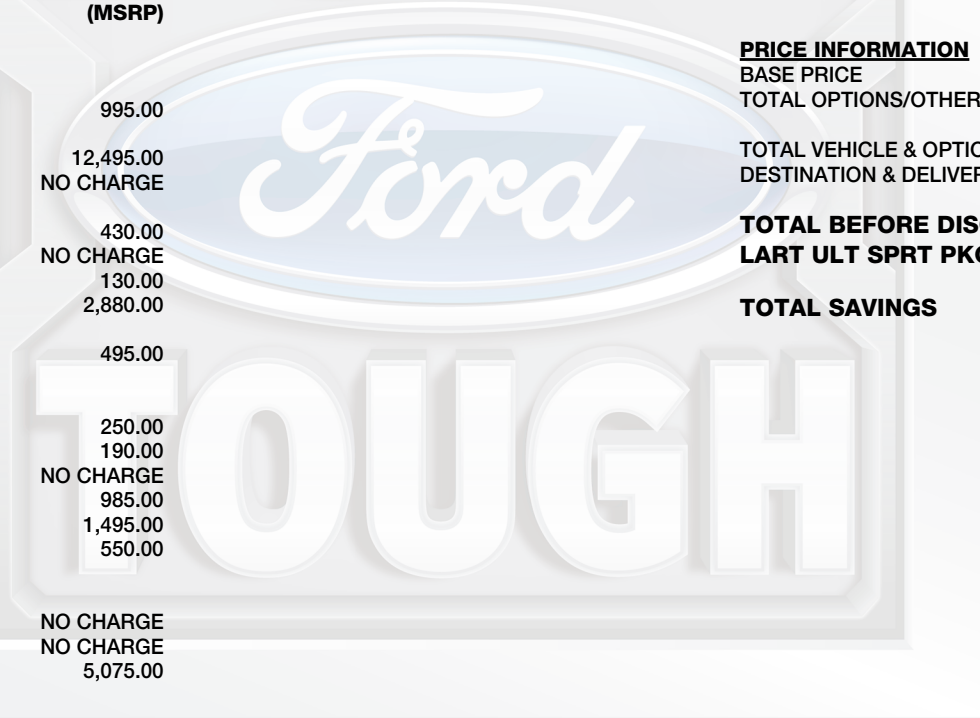 (MSRP)
995.00
12,495.00
NO CHARGE
430.00
NO CHARGE
130.00
2,880.00
495.00
250.00
190.00
NO CHARGE
985.00
1,495.00
550.00
NO CHARGE
NO CHARGE
5,075.00
PRICE INFORMATION
BASE PRICE
TOTAL OPTIONS/OTHER
TOTAL VEHICLE & OPTIO
DESTINATION & DELIVER
TOTAL BEFORE DIS
LART ULT SPRT PK
TOTAL SAVINGS
Ford
TOUGH